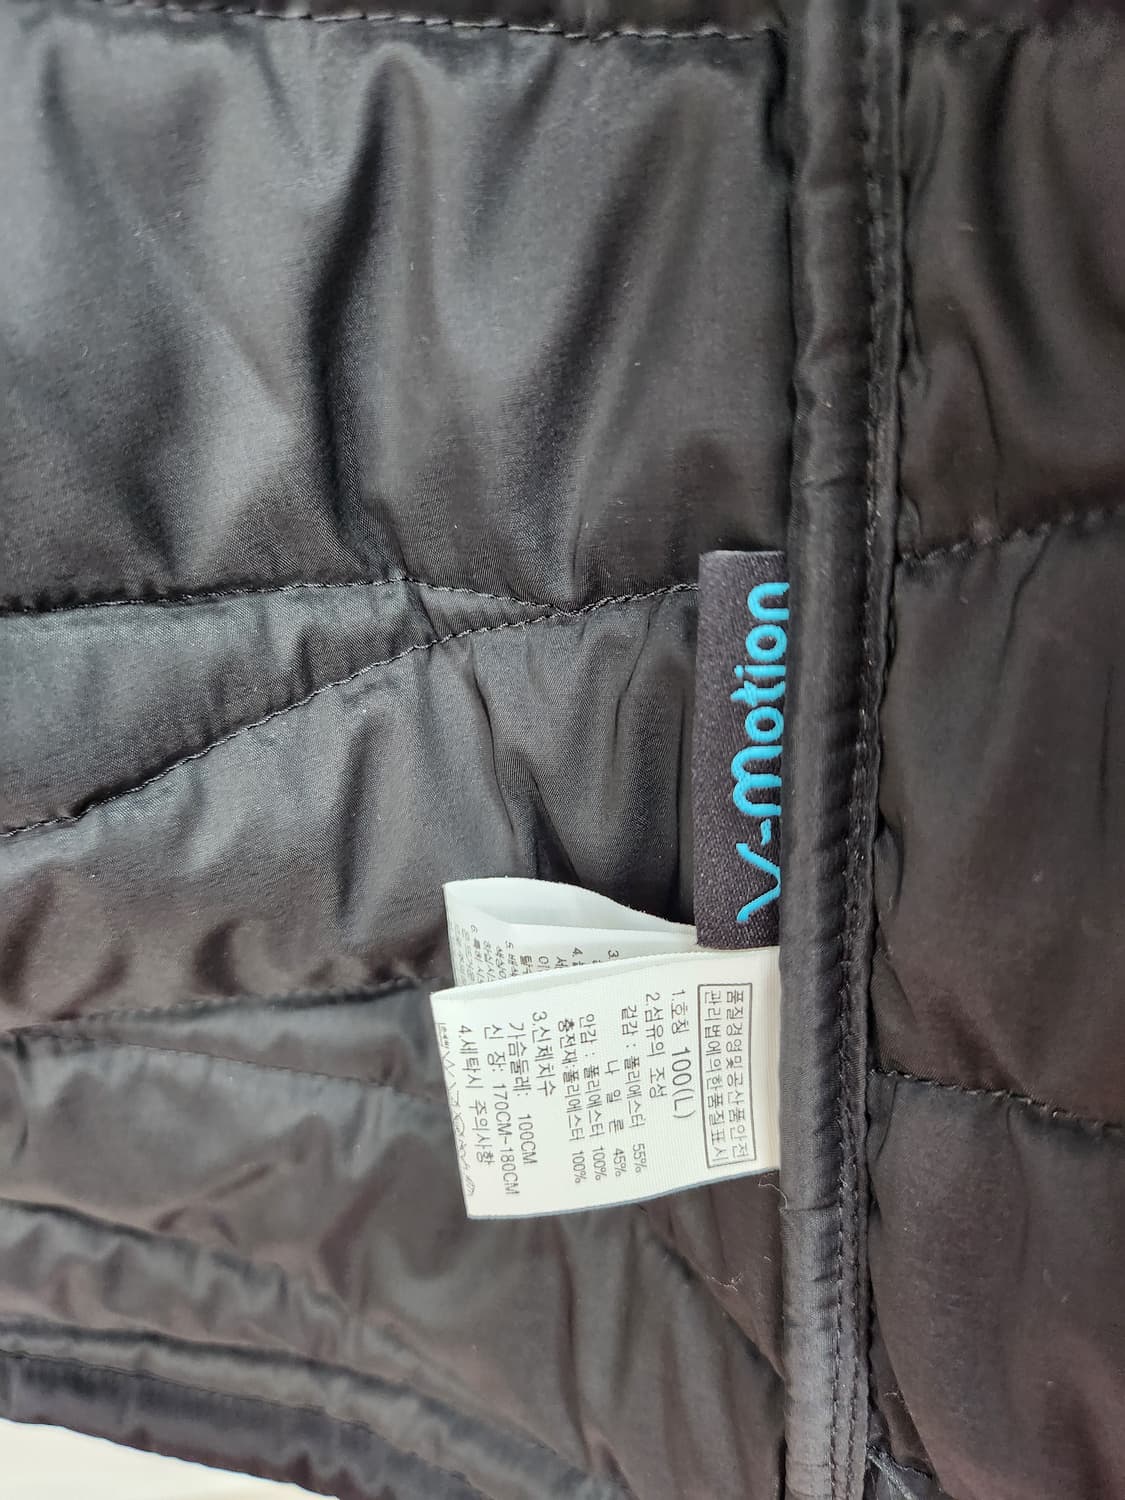 v-motion
품질경영및공산품안전
관리법에의한품질표시
1.호칭 100(L)
2.섬유의 조성
겉감 : 폴리에스터 55%
나 일 론 45%
안감 : 폴리에스터 100%
충전재:폴리에스터 100%
3.신체치수
가슴둘레: 100CM
신 장: 170CM~180CM
4.세탁시 주의사항